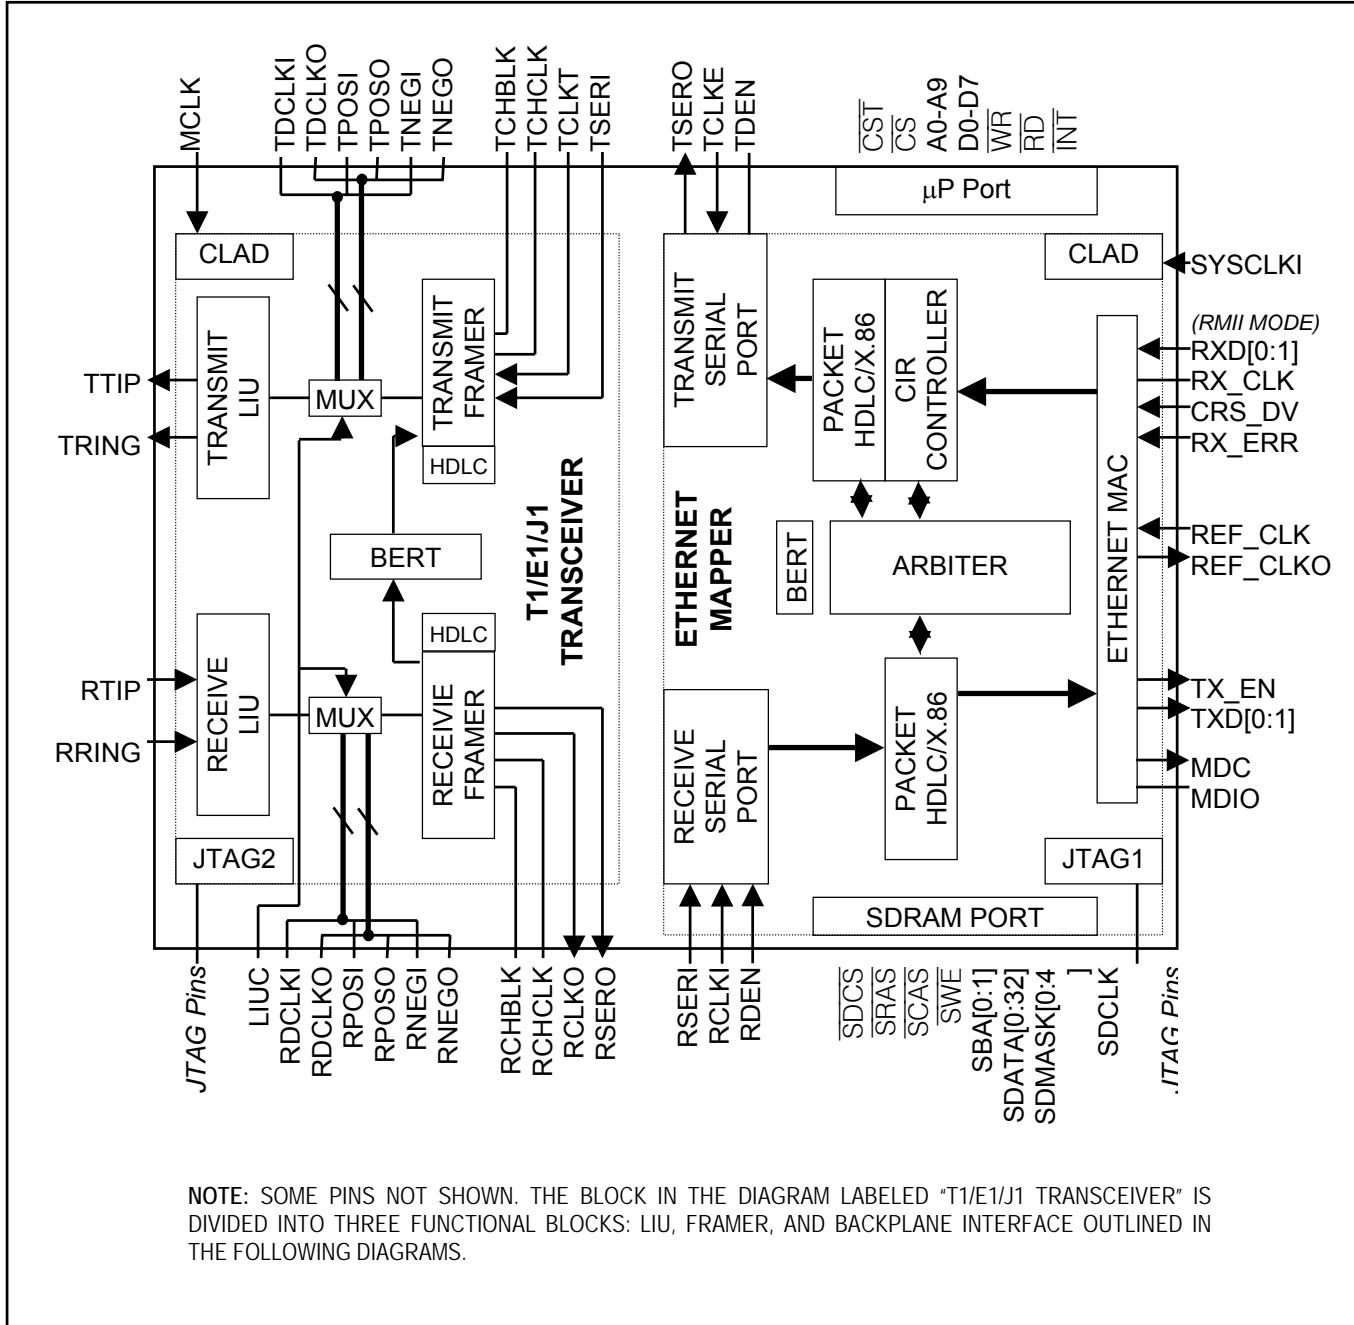 MCLK
TDCLKI
TDCLKO
TPOSI
TPOSO
TNEGI
TNEGO
TCHBLK
TCHCLK
TCLKT
TSERI
TSERO
TCLKE
TDEN
CST
CS
A0-A9
D0-D7
WR
RD
INT
µP Port
CLAD
CLAD
SYSCLKI
TRANSMIT
LIU
MUX
TRANSMIT
FRAMER
HDLC
TRANSMIT
SERIAL
PORT
PACKET
HDLC/X.86
CIR
CONTROLLER
(RMII MODE)
RXD[0:1]
RX_CLK
CRS_DV
RX_ERR
TTIP
TRING
T1/E1/J1
TRANSCEIVER
ETHERNET
MAPPER
BERT
BERT
ARBITER
ETHERNET MAC
REF_CLK
REF_CLKO
HDLC
RECEIVE
LIU
MUX
RECEIVIE
FRAMER
RTIP
RRING
RECEIVE
SERIAL
PORT
PACKET
HDLC/X.86
TX_EN
TXD[0:1]
MDC
MDIO
JTAG2
JTAG1
SDRAM PORT
JTAG Pins
LIUC
RDCLKI
RDCLKO
RPOSI
RPOSO
RNEGI
RNEGO
RCHBLK
RCHCLK
RCLKO
RSERO
RSERI
RCLKI
RDEN
SDCS
SRAS
SCAS
SWE
SBA[0:1]
SDATA[0:32]
SDMASK[0:4
]
SDCLK
JTAG Pins
NOTE: SOME PINS NOT SHOWN. THE BLOCK IN THE DIAGRAM LABELED “T1/E1/J1 TRANSCEIVER” IS
DIVIDED INTO THREE FUNCTIONAL BLOCKS: LIU, FRAMER, AND BACKPLANE INTERFACE OUTLINED IN
THE FOLLOWING DIAGRAMS.